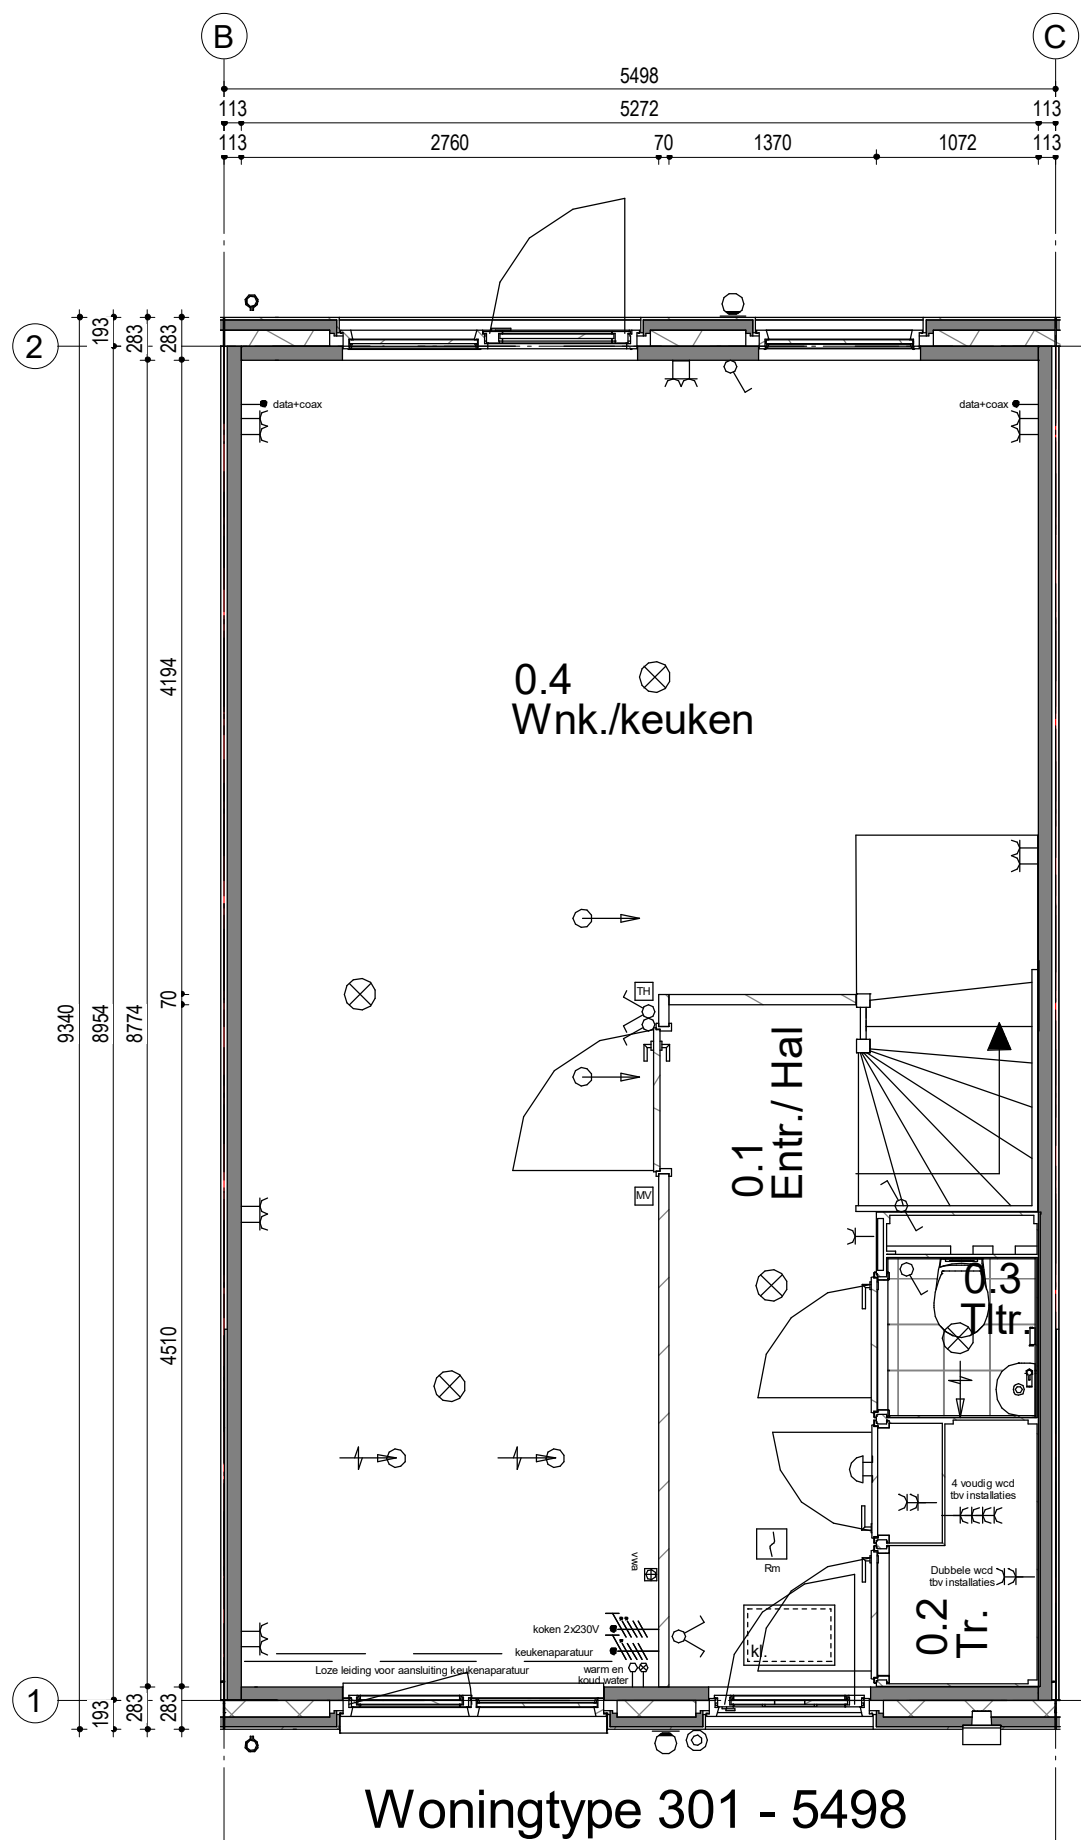 B
C
5498
113
5272
113
113
2760
70
1370
1072
113
2
193
283
283
data+coax
data+coax
4194
0.4
Wnk./keuken
9340
8954
8774
70
TH
0.1
Entr./ Hal
MV
0.3
Tltr.
4510
4 voudig wcd
tbv installaties
vwa
Rm
Dubbele wcd
tbv installaties
0.2
Tr.
koken 2x230V
keukenaparatuur
kl.
Loze leiding voor aansluiting keukenaparatuur
warm en
koud water
1
193
283
283
Woningtype 301 - 5498